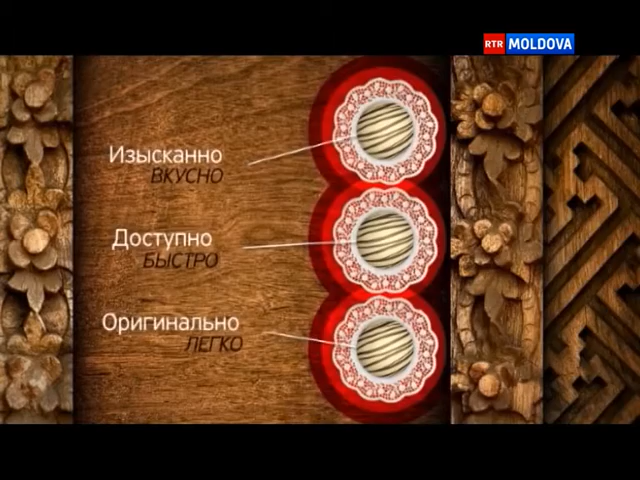 RTR MOLDOVA
Изысканно
ВКУСНО
Доступно
БЫСТРО
Оригинально
ЛЕГКО